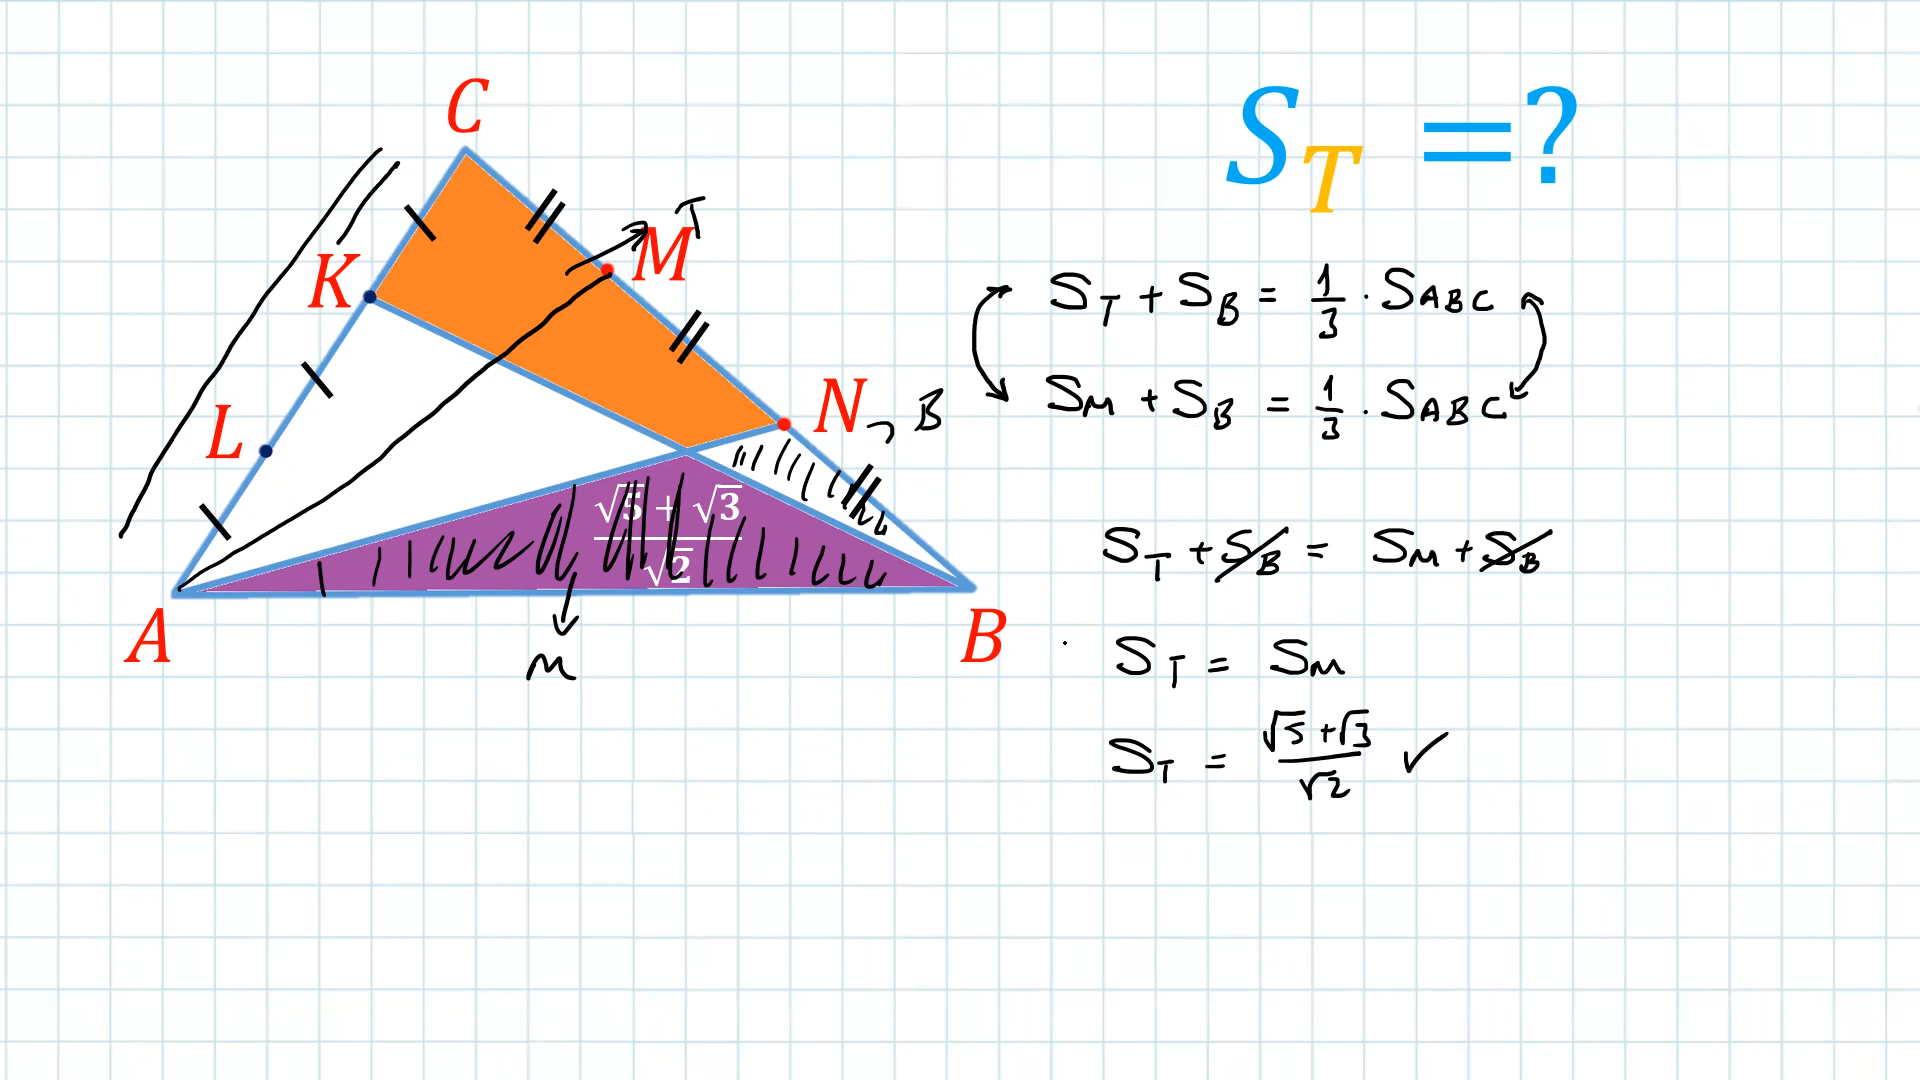 C
S_T =?
T
M
K
S_T + S_B = 1/3 · S_ABC
N
B
L
S_M + S_B = 1/3 · S_ABC
(√5 + √3)/√2
S_T + S_B = S_M + S_B
A
B
M
S_T = S_M
S_T = (√5 + √3)/√2 ✓